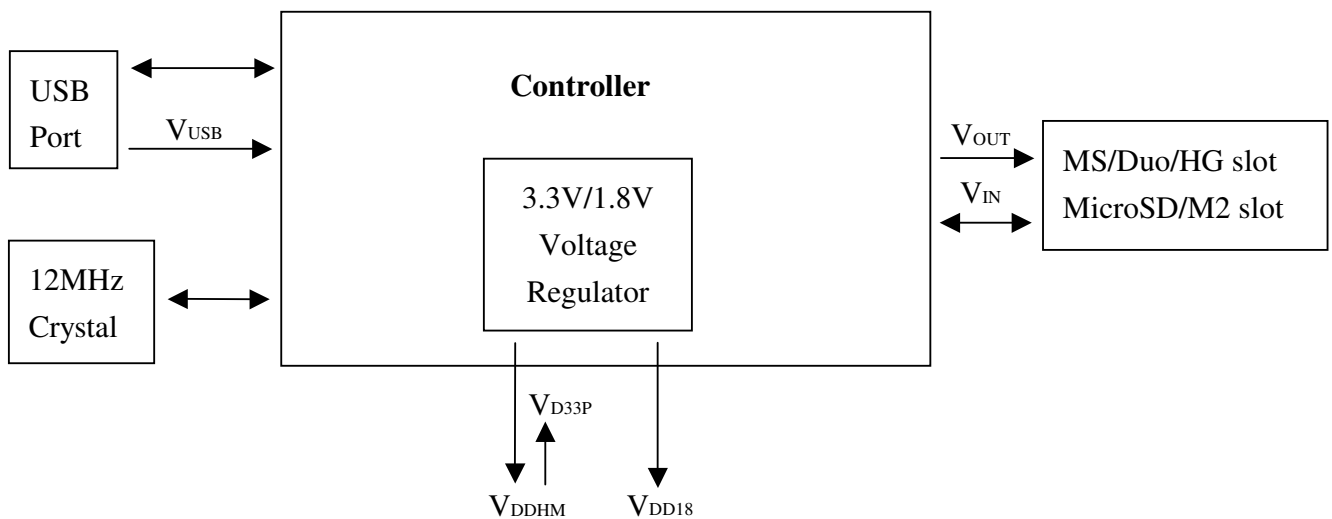 USB
Port
VUSB
12MHz
Crystal
Controller
3.3V/1.8V
Voltage
Regulator
VOUT
VIN
MS/Duo/HG slot
MicroSD/M2 slot
VD33P
VDDHM
VDD18